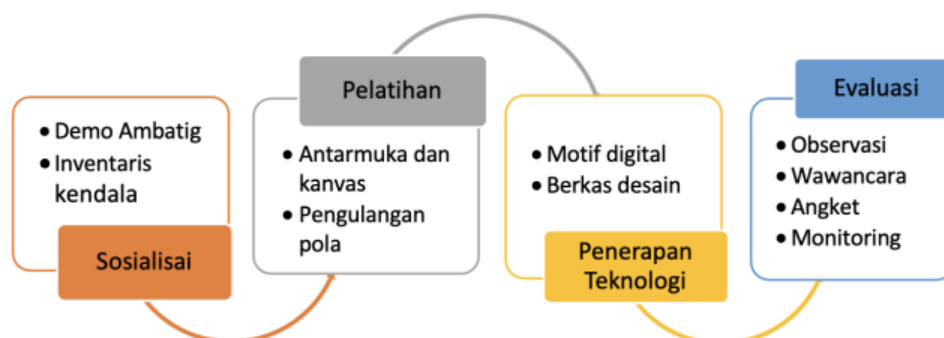 • Demo Ambatig
• Inventaris
kendala
Sosialisai
Pelatihan
• Antarmuka dan
kanvas
• Pengulangan
pola
• Motif digital
• Berkas desain
Penerapan
Teknologi
Evaluasi
• Observasi
• Wawancara
• Angket
• Monitoring